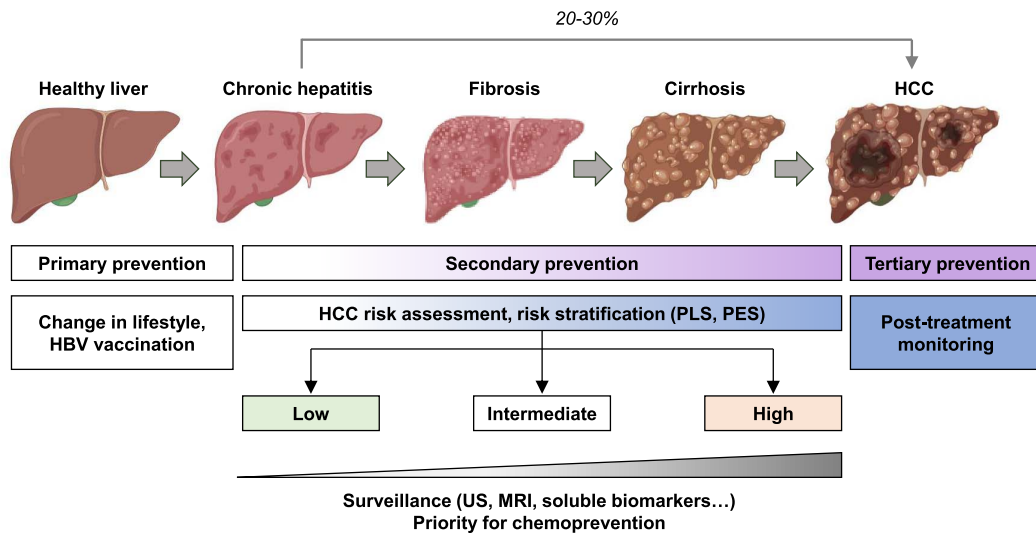 20-30%
Healthy liver
Chronic hepatitis
Fibrosis
Cirrhosis
HCC
Primary prevention
Secondary prevention
Tertiary prevention
Change in lifestyle,
HBV vaccination
HCC risk assessment, risk stratification (PLS, PES)
Post-treatment
monitoring
Low
Intermediate
High
Surveillance (US, MRI, soluble biomarkers…)
Priority for chemoprevention